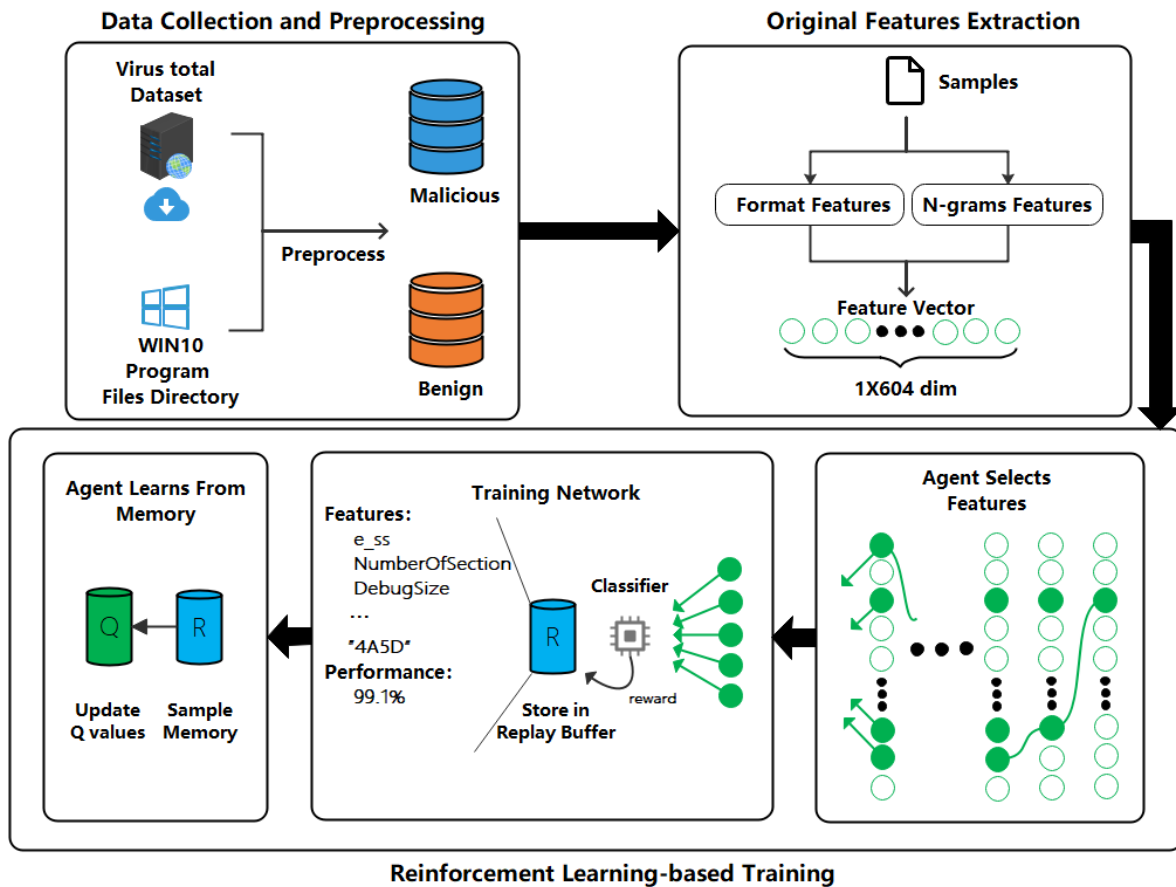 Data Collection and Preprocessing
Virus total
Dataset
Malicious
Preprocess
WIN10
Program
Files Directory
Benign
Original Features Extraction
Samples
Format Features
N-grams Features
Feature Vector
1X604 dim
Agent Learns From
Memory
Q
R
Update
Q values
Sample
Memory
Training Network
Features:
e_ss
NumberOfSection
DebugSize
...
"4A5D"
Performance:
99.1%
R
Classifier
reward
Store in
Replay Buffer
Agent Selects
Features
Reinforcement Learning-based Training